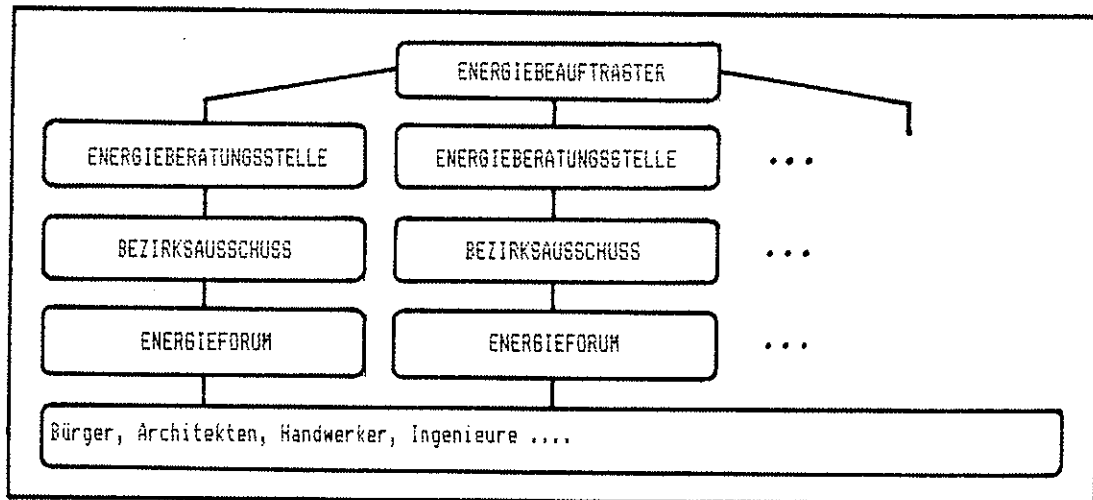 ENERGIEBEAUFTRAGTER
ENERGIEBERATUNGSSTELLE ENERGIEBERATUNGSSTELLE ...
BEZIRKSAUSSCHUSS BEZIRKSAUSSCHUSS ...
ENERGIEFORUM ENERGIEFORUM ...
Bürger, Architekten, Handwerker, Ingenieure ....